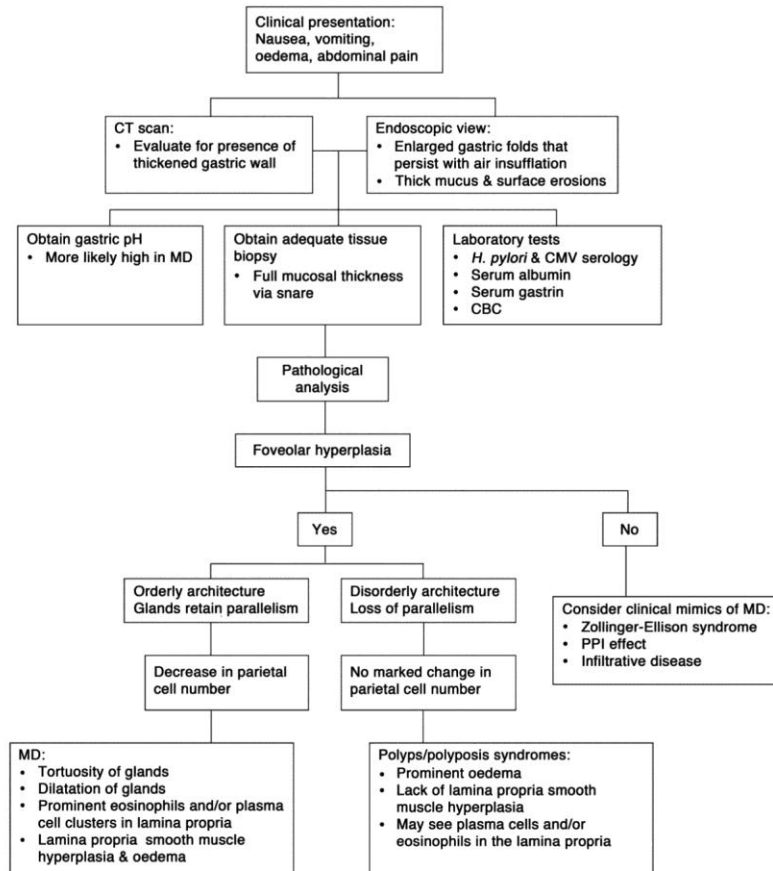 Clinical presentation:
Nausea, vomiting,
oedema, abdominal pain
CT scan:
• Evaluate for presence of
thickened gastric wall
Endoscopic view:
• Enlarged gastric folds that
persist with air insufflation
• Thick mucus & surface erosions
Obtain gastric pH
• More likely high in MD
Obtain adequate tissue
biopsy
• Full mucosal thickness
via snare
Laboratory tests
• H. pylori & CMV serology
• Serum albumin
• Serum gastrin
• CBC
Pathological
analysis
Foveolar hyperplasia
Yes
No
Orderly architecture
Glands retain parallelism
Disorderly architecture
Loss of parallelism
Consider clinical mimics of MD:
• Zollinger-Ellison syndrome
• PPI effect
• Infiltrative disease
Decrease in parietal
cell number
No marked change in
parietal cell number
MD:
• Tortuosity of glands
• Dilatation of glands
• Prominent eosinophils and/or plasma
cell clusters in lamina propria
• Lamina propria smooth muscle
hyperplasia & oedema
Polyps/polyposis syndromes:
• Prominent oedema
• Lack of lamina propria smooth
muscle hyperplasia
• May see plasma cells and/or
eosinophils in the lamina propria